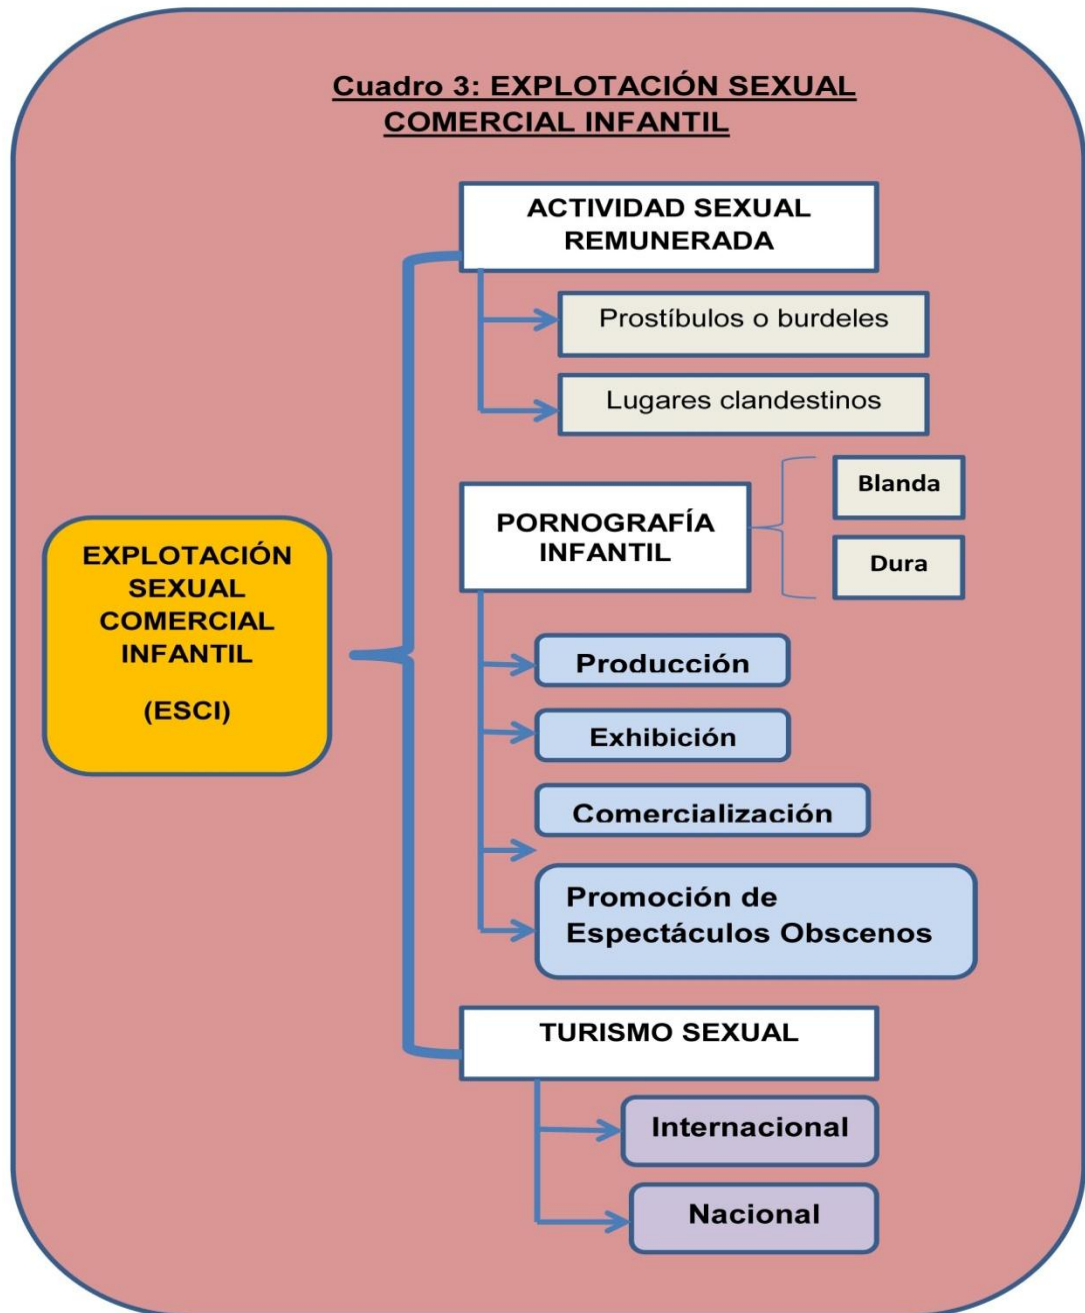 Cuadro 3: EXPLOTACIÓN SEXUAL
COMERCIAL INFANTIL
ACTIVIDAD SEXUAL
REMUNERADA
Prostíbulos o burdeles
Lugares clandestinos
PORNOGRAFÍA
INFANTIL
Blanda
Dura
EXPLOTACIÓN
SEXUAL
COMERCIAL
INFANTIL
(ESCI)
Producción
Exhibición
Comercialización
Promoción de
Espectáculos Obscenos
TURISMO SEXUAL
Internacional
Nacional